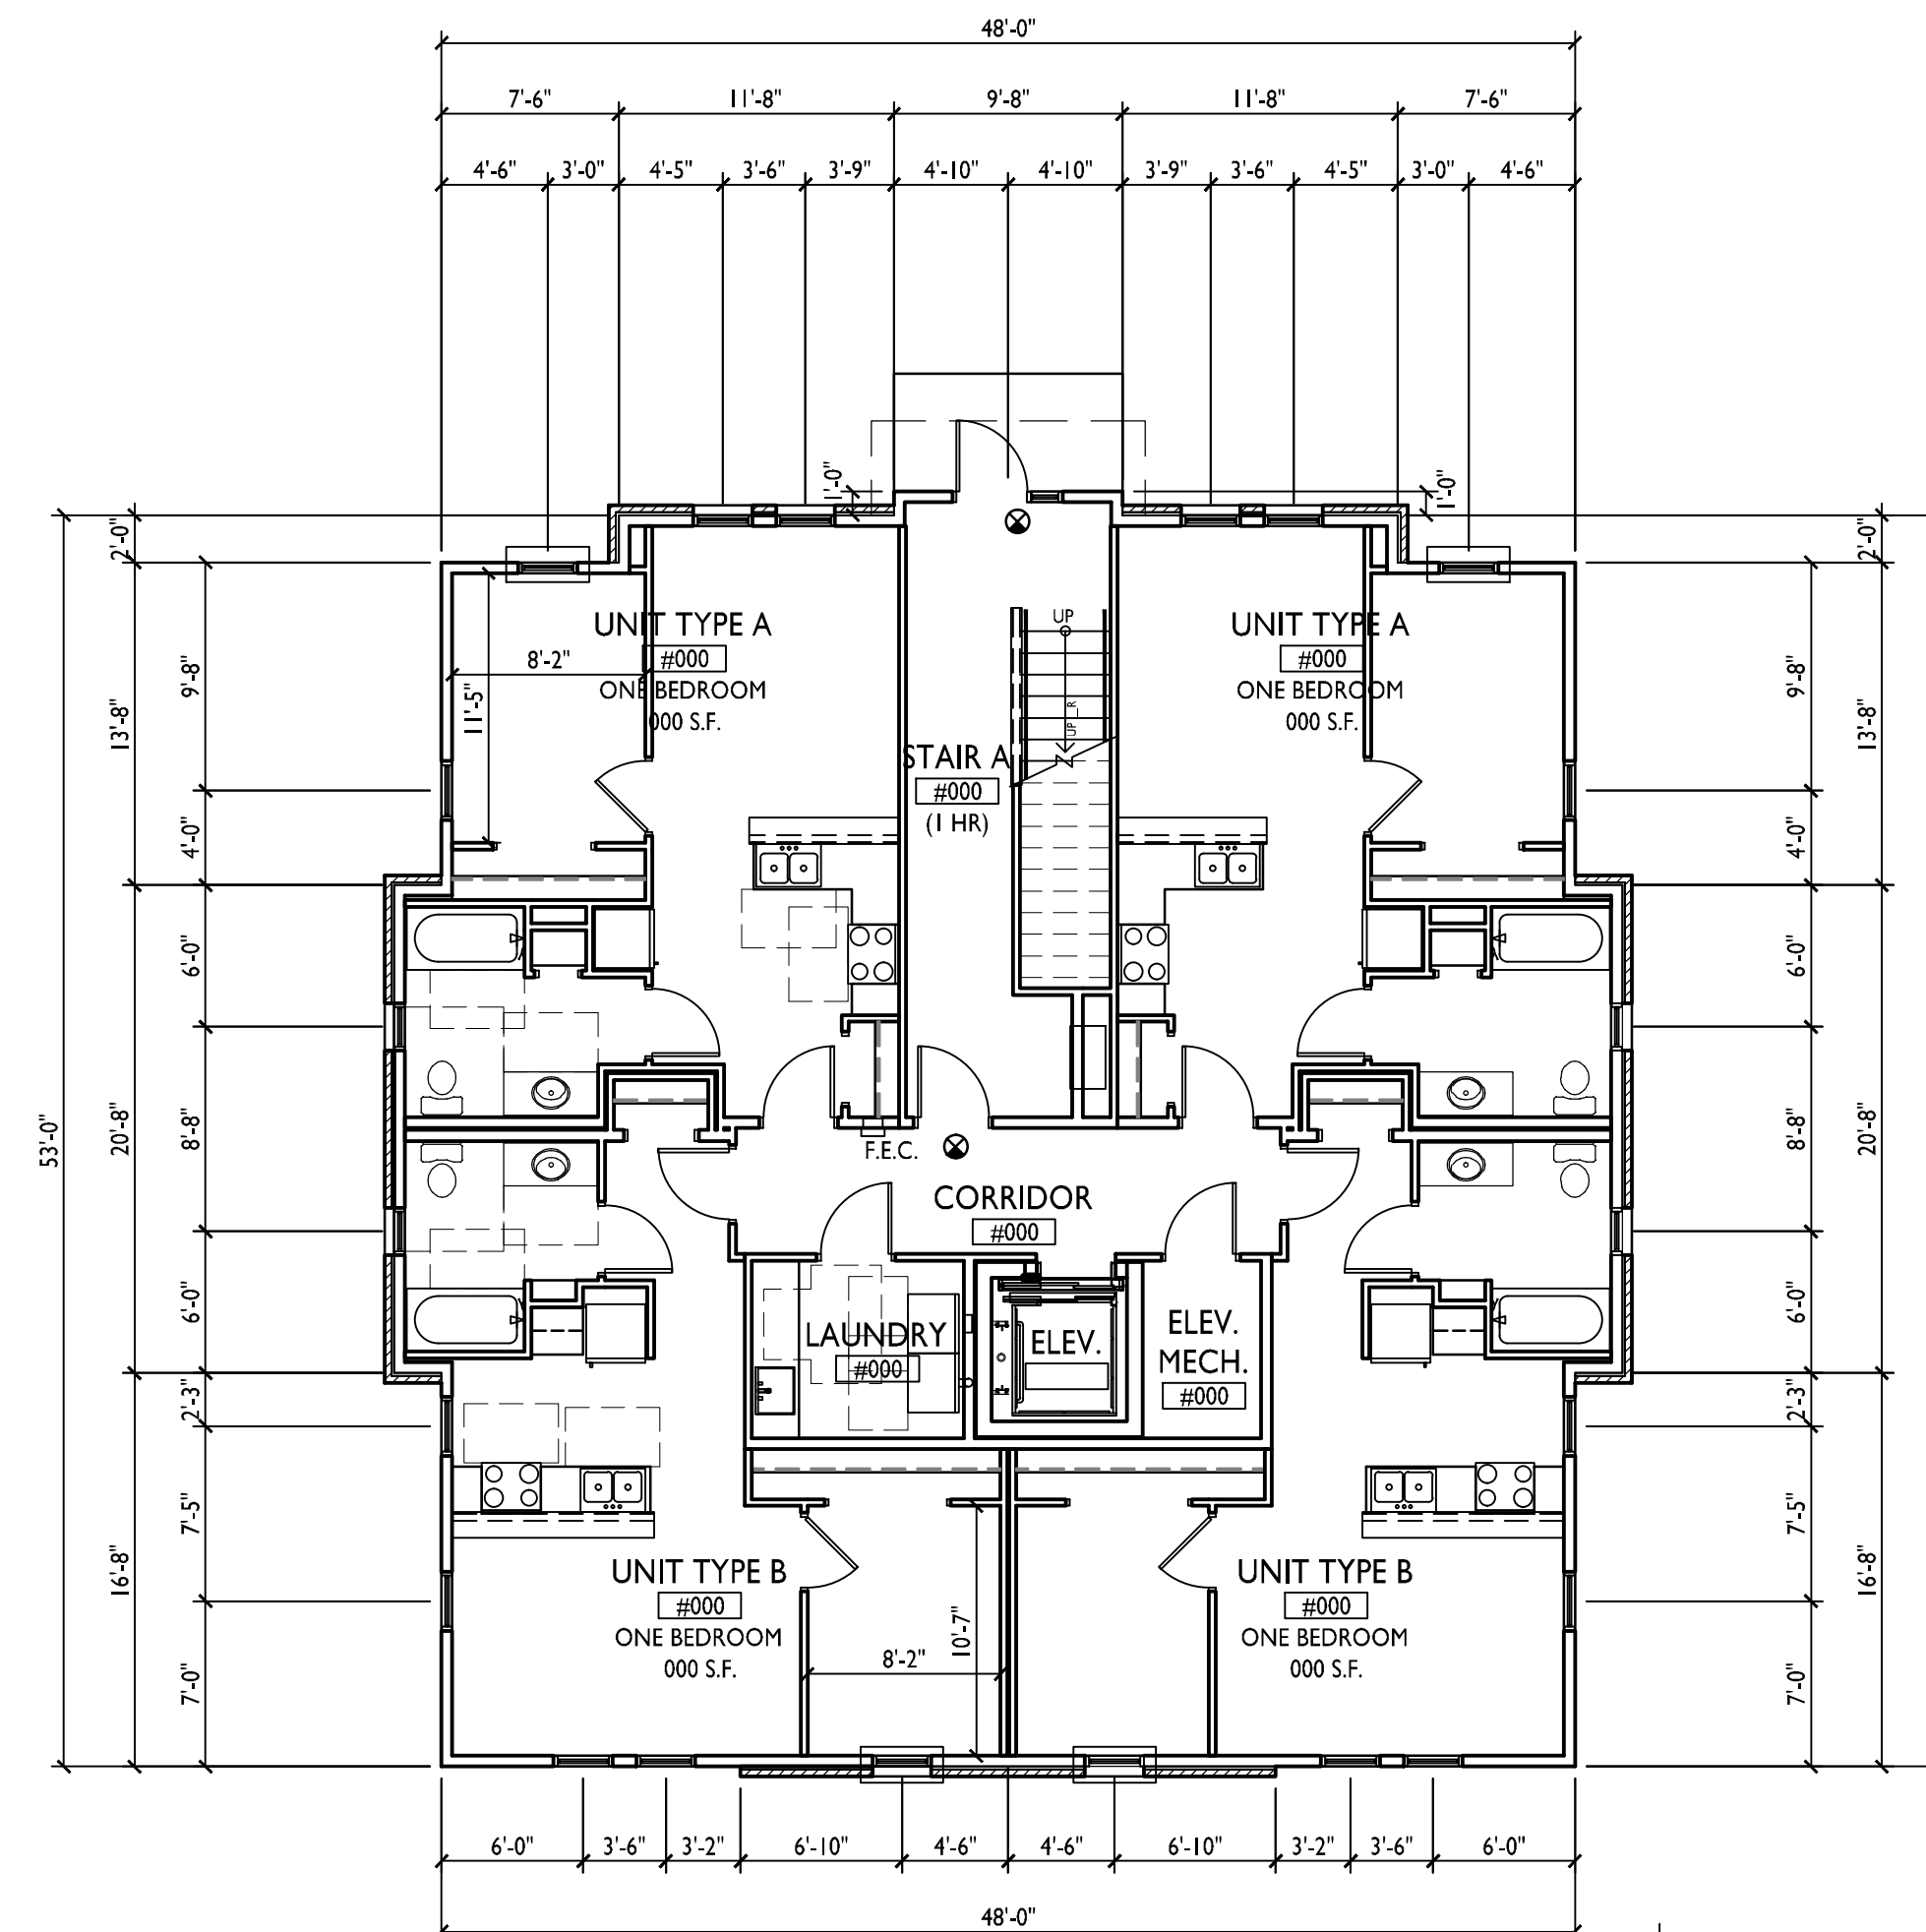 48'-0"
7'-6" 11'-8" 9'-8" 11'-8" 7'-6"
4'-6" 3'-0" 4'-5" 3'-6" 3'-9" 4'-10" 4'-10" 3'-9" 3'-6" 4'-5" 3'-0" 4'-6"
1'-0" 1'-0"
2'-0" 2'-0"
UP
UNIT TYPE A
#000
ONE BEDROOM
000 S.F.
8'-2"
11'-5"
UNIT TYPE A
#000
ONE BEDROOM
000 S.F.
9'-8" 9'-8"
13'-8" 13'-8"
UP_R
STAIR A
#000
(1 HR)
4'-0" 4'-0"
6'-0" 6'-0"
53'-0" 20'-8" 8'-8" 8'-8" 20'-8"
F.E.C.
CORRIDOR
#000
6'-0" 6'-0"
LAUNDRY
#000
ELEV.
ELEV.
MECH.
#000
2'-3" 2'-3"
7'-5" 7'-5"
16'-8" 16'-8"
UNIT TYPE B
#000
ONE BEDROOM
000 S.F.
8'-2"
10'-7"
UNIT TYPE B
#000
ONE BEDROOM
000 S.F.
7'-0" 7'-0"
6'-0" 3'-6" 3'-2" 6'-10" 4'-6" 4'-6" 6'-10" 3'-2" 3'-6" 6'-0"
48'-0"